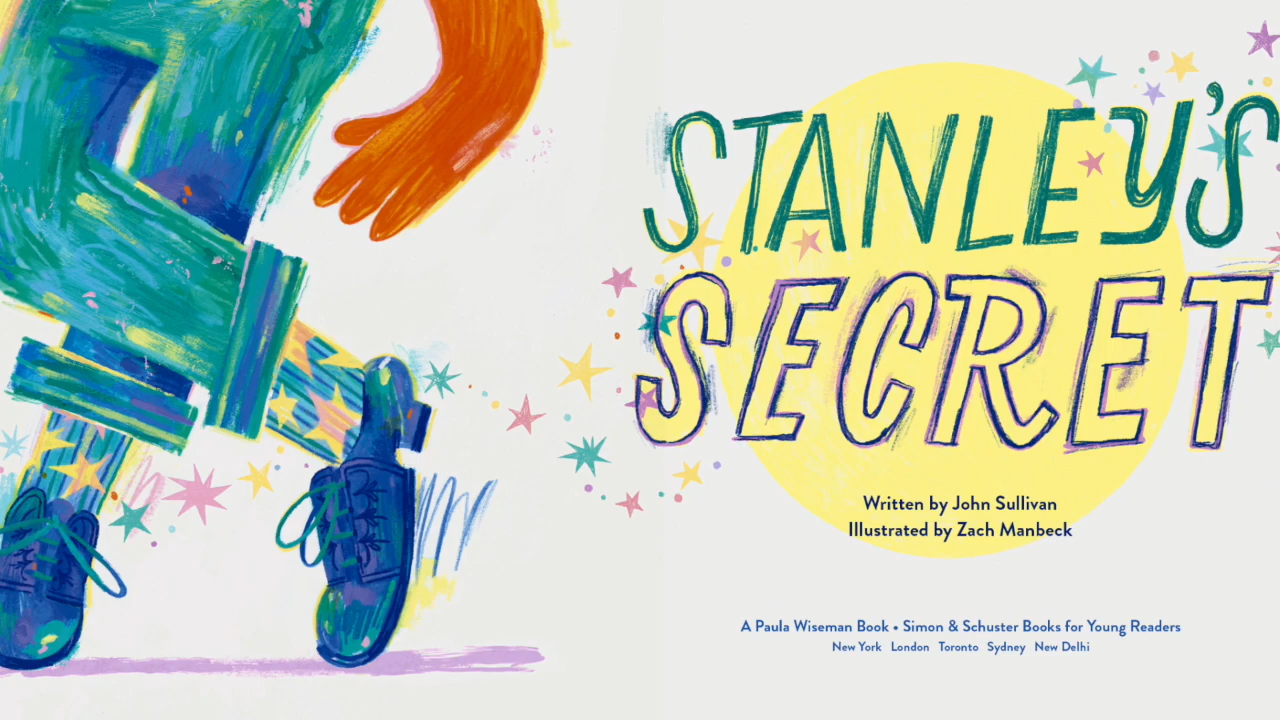 STANLEY'S
SECRET
Written by John Sullivan
Illustrated by Zach Manbeck
A Paula Wiseman Book • Simon & Schuster Books for Young Readers
New York London Toronto Sydney New Delhi